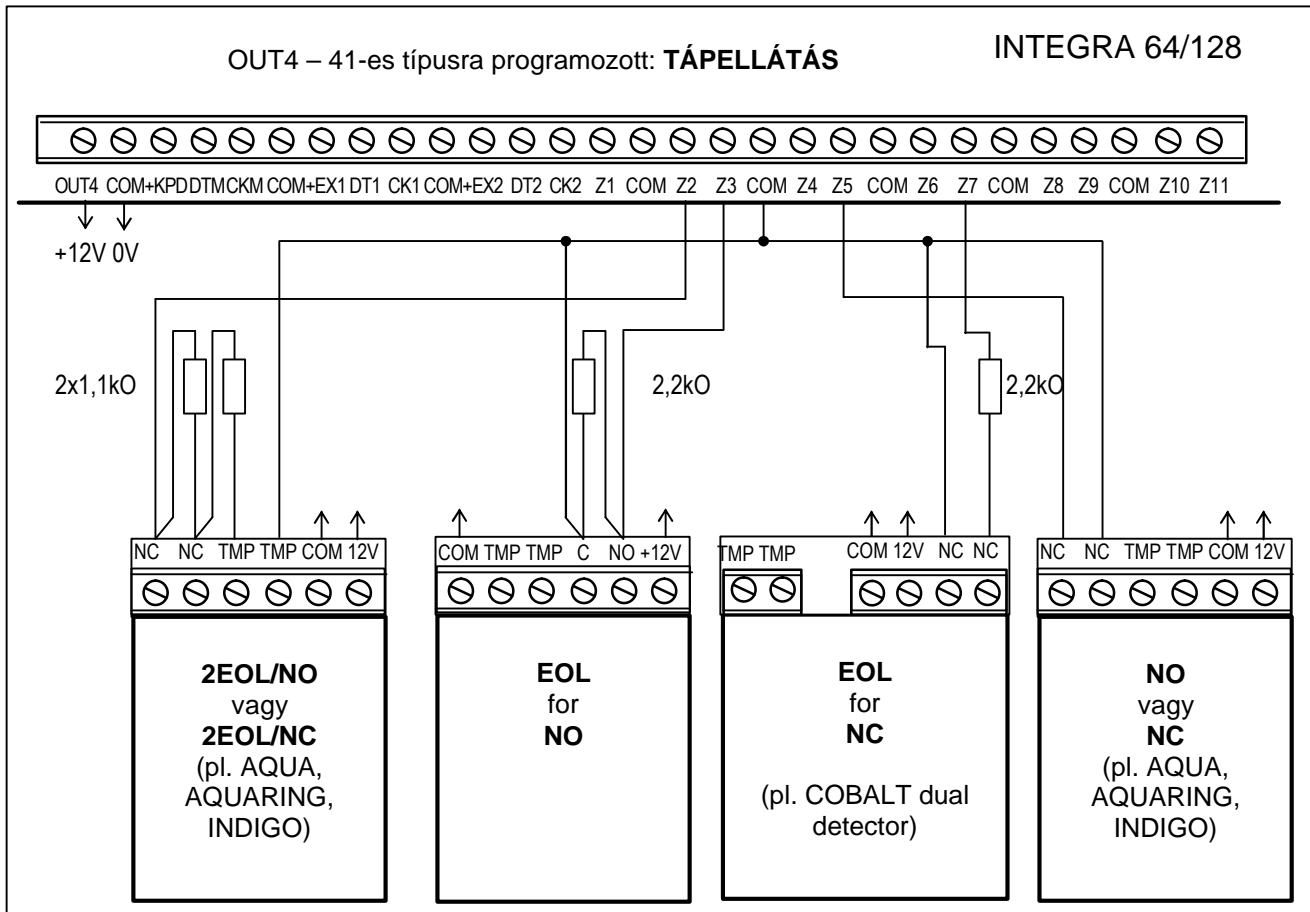 OUT4 – 41-es típusra programozott: TÁPELLÁTÁS
INTEGRA 64/128
OUT4 COM +KPD DTM CKM COM +EX1 DT1 CK1 COM +EX2 DT2 CK2 Z1 COM Z2 Z3 COM Z4 Z5 COM Z6 Z7 COM Z8 Z9 COM Z10 Z11
+12V 0V
2x1,1kO
2,2kO
2,2kO
NC NC TMP TMP COM 12V
COM TMP TMP C NO +12V
TMP TMP COM 12V NC NC
NC NC TMP TMP COM 12V
2EOL/NO
vagy
2EOL/NC
(pl. AQUA,
AQUARING,
INDIGO)
EOL
for
NO
EOL
for
NC
(pl. COBALT dual
detector)
NO
vagy
NC
(pl. AQUA,
AQUARING,
INDIGO)